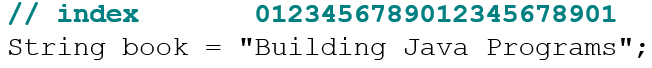 // index        0123456789012345678901
String book = "Building Java Programs";